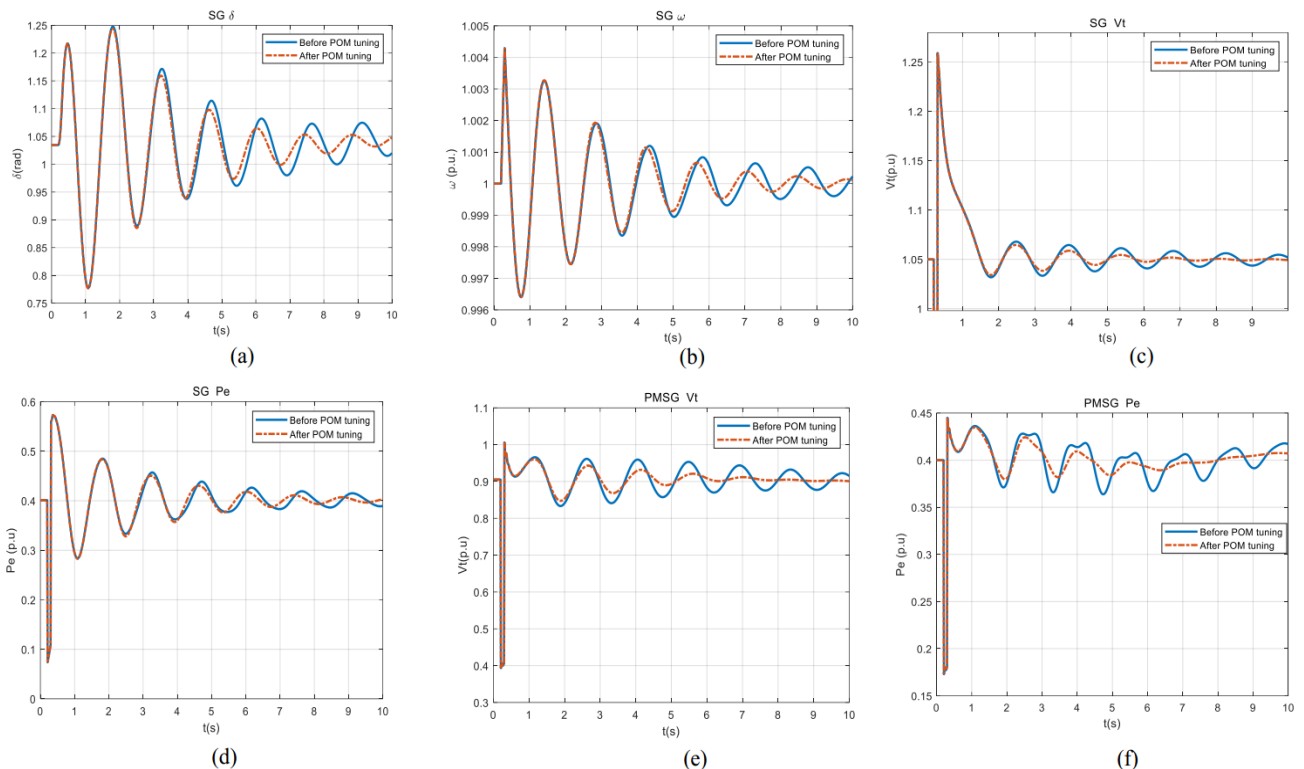 SG δ
1.25
1.2
1.15
1.1
1.05
1
0.95
0.9
0.85
0.8
0.75
δ(rad)
Before POM tuning
After POM tuning
0 1 2 3 4 5 6 7 8 9 10
t(s)
(a)
SG ω
1.005
1.004
1.003
1.002
1.001
1
0.999
0.998
0.997
0.996
ω (p.u.)
Before POM tuning
After POM tuning
0 1 2 3 4 5 6 7 8 9 10
t(s)
(b)
SG Vt
1.25
1.2
1.15
1.1
1.05
1
Vt(p.u)
Before POM tuning
After POM tuning
1 2 3 4 5 6 7 8 9
t(s)
(c)
SG Pe
0.6
0.5
0.4
0.3
0.2
0.1
0
Pe (p.u)
Before POM tuning
After POM tuning
0 1 2 3 4 5 6 7 8 9 10
t(s)
(d)
PMSG Vt
1.1
1
0.9
0.8
0.7
0.6
0.5
0.4
0.3
Vt(p.u)
Before POM tuning
After POM tuning
0 1 2 3 4 5 6 7 8 9 10
t(s)
(e)
PMSG Pe
0.45
0.4
0.35
0.3
0.25
0.2
0.15
Pe (p.u)
Before POM tuning
After POM tuning
0 1 2 3 4 5 6 7 8 9 10
t(s)
(f)